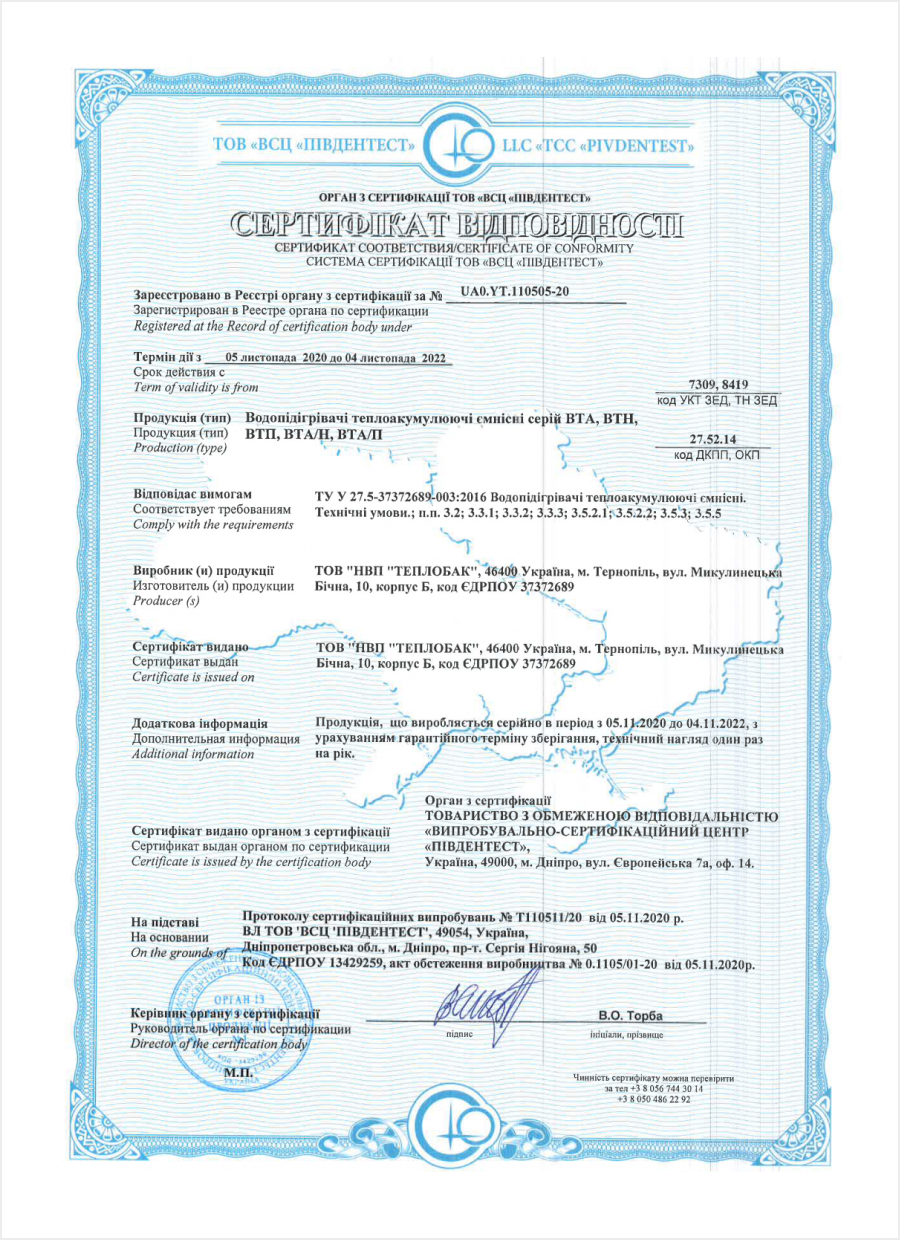 ТОВ «ВСЦ «ПІВДЕНТЕСТ» LLC «TCC «PIVDENTEST»
ОРГАН З СЕРТИФІКАЦІЇ ТОВ «ВСЦ «ПІВДЕНТЕСТ»
СЕРТИФІКАТ ВІДПОВІДНОСТІ
СЕРТИФИКАТ СООТВЕТСТВИЯ/CERTIFICATE OF CONFORMITY
СИСТЕМА СЕРТИФІКАЦІЇ ТОВ «ВСЦ «ПІВДЕНТЕСТ»
Зареєстровано в Реєстрі органу з сертифікації за № UA0.YT.110505-20
Зарегистрирован в Реестре органа по сертификации
Registered at the Record of certification body under
Термін дії з 05 листопада 2020 до 04 листопада 2022
Срок действия с
Term of validity is from
7309, 8419
код УКТ ЗЕД, ТН ЗЕД
Продукція (тип) Водопідігрівачі теплоакумулюючі ємнісні серій ВТА, ВТН,
Продукция (тип) ВТП, ВТА/Н, ВТА/П
Production (type)
27.52.14
код ДКПП, ОКП
Відповідає вимогам ТУ У 27.5-37372689-003:2016 Водопідігрівачі теплоакумулюючі ємнісні.
Соответствует требованиям Технічні умови.; п.п. 3.2; 3.3.1; 3.3.2; 3.3.3; 3.5.2.1; 3.5.2.2; 3.5.3; 3.5.5
Comply with the requirements
Виробник (и) продукції ТОВ "НВП "ТЕПЛОБАК", 46400 Україна, м. Тернопіль, вул. Микулинецька
Изготовитель (и) продукции Бічна, 10, корпус Б, код ЄДРПОУ 37372689
Producer (s)
Сертифікат видано ТОВ "НВП "ТЕПЛОБАК", 46400 Україна, м. Тернопіль, вул. Микулинецька
Сертификат выдан Бічна, 10, корпус Б, код ЄДРПОУ 37372689
Certificate is issued on
Додаткова інформація Продукція, що виробляється серійно в період з 05.11.2020 до 04.11.2022, з
Дополнительная информация урахуванням гарантійного терміну зберігання, технічний нагляд один раз
Additional information на рік.
Орган з сертифікації
ТОВАРИСТВО З ОБМЕЖЕНОЮ ВІДПОВІДАЛЬНІСТЮ
Сертифікат видано органом з сертифікації «ВИПРОБУВАЛЬНО-СЕРТИФІКАЦІЙНИЙ ЦЕНТР
Сертификат выдан органом по сертификации «ПІВДЕНТЕСТ»,
Certificate is issued by the certification body Україна, 49000, м. Дніпро, вул. Європейська 7а, оф. 14.
На підставі Протоколу сертифікаційних випробувань № Т110511/20 від 05.11.2020 р.
На основании ВЛ ТОВ 'ВСЦ 'ПІВДЕНТЕСТ', 49054, Україна,
On the grounds of Дніпропетровська обл., м. Дніпро, пр-т. Сергія Нігояна, 50
Код ЄДРПОУ 13429259, акт обстеження виробництва № 0.1105/01-20 від 05.11.2020р.
ОРГАН ІЗ
Керівник органу з сертифікації В.О. Торба
Руководитель органа по сертификации підпис ініціали, прізвище
Director of the certification body
М.П.
УКРАЇНА
Чинність сертифікату можна перевірити
за тел +3 8 056 744 30 14
+3 8 050 486 22 92